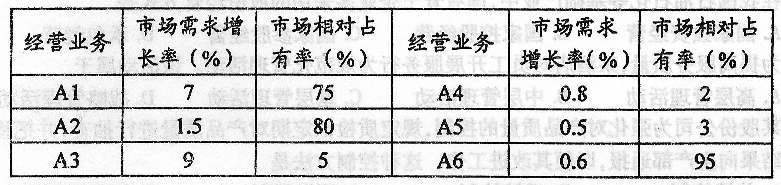 经营业务 市场需求增长率（%） 市场相对占有率（%） 经营业务 市场需求增长率(%) 市场相对占有率（%）
A1 7 75 A4 0.8 2
A2 1.5 80 A5 0.5 3
A3 9 5 A6 0.6 95